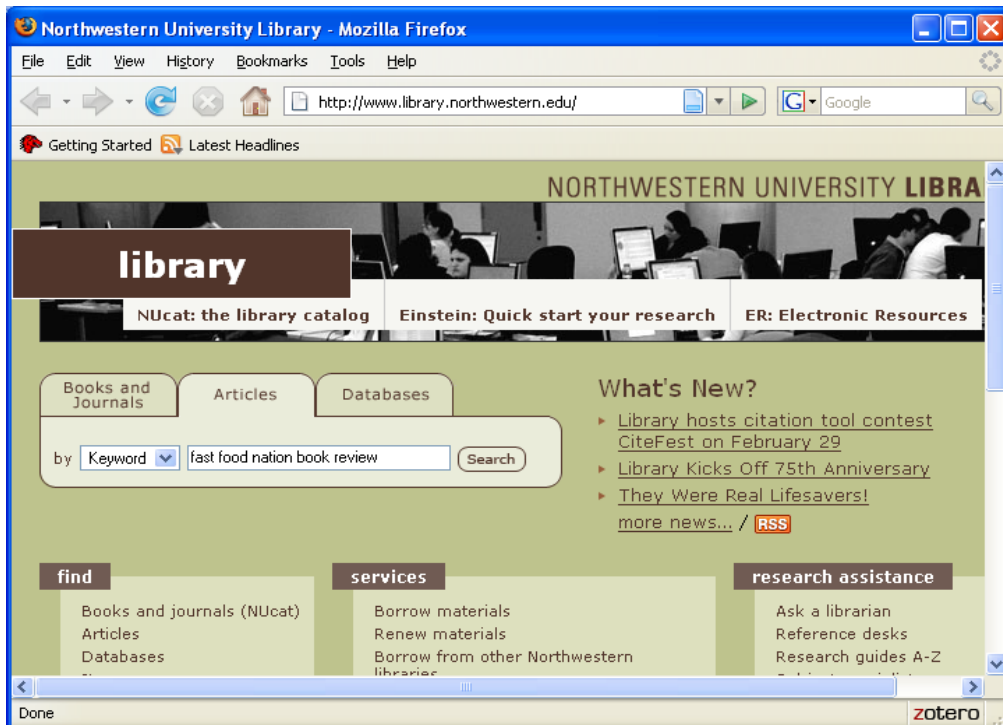 Northwestern University Library - Mozilla Firefox
File Edit View History Bookmarks Tools Help
http://www.library.northwestern.edu/
G Google
Getting Started Latest Headlines
NORTHWESTERN UNIVERSITY LIBRA
library
NUcat: the library catalog Einstein: Quick start your research ER: Electronic Resources
Books and
Journals
Articles
Databases
by Keyword fast food nation book review Search
What's New?
Library hosts citation tool contest
CiteFest on February 29
Library Kicks Off 75th Anniversary
They Were Real Lifesavers!
more news... / RSS
find
Books and journals (NUcat)
Articles
Databases
services
Borrow materials
Renew materials
Borrow from other Northwestern
libraries
research assistance
Ask a librarian
Reference desks
Research guides A-Z
Done
zotero